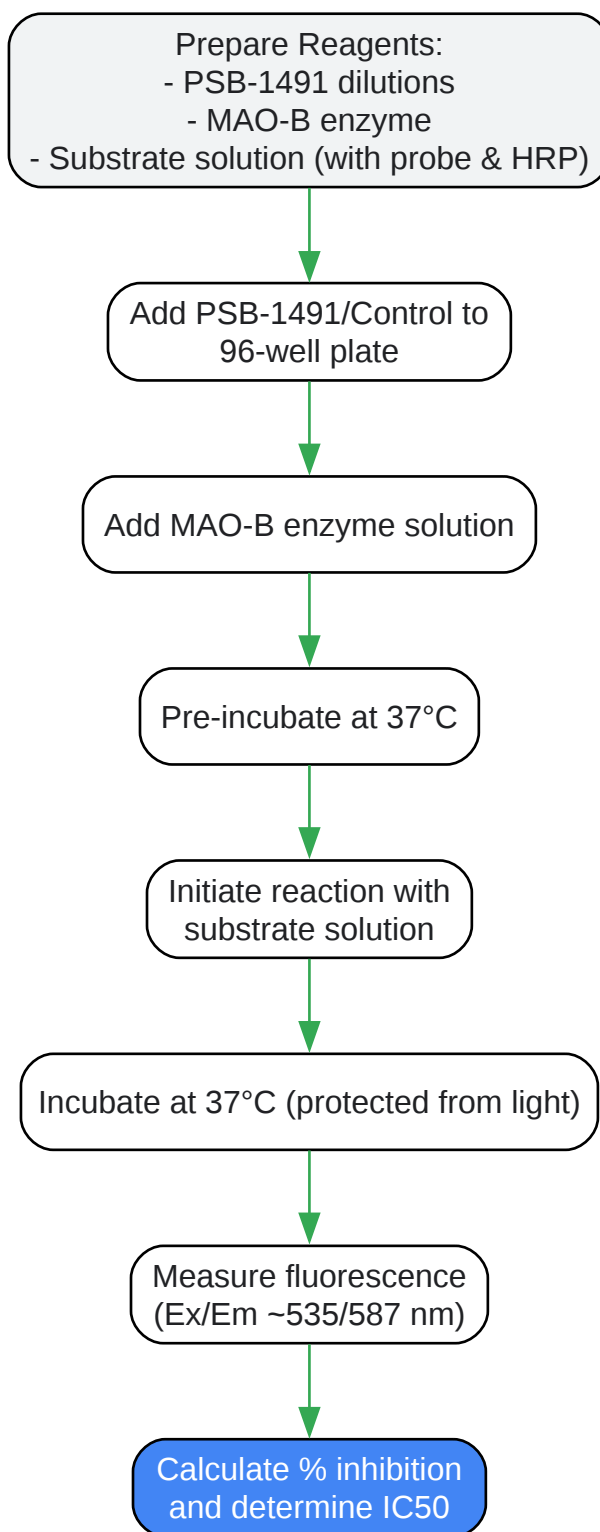 Prepare Reagents:
- PSB-1491 dilutions
- MAO-B enzyme
- Substrate solution (with probe & HRP)
Add PSB-1491/Control to
96-well plate
Add MAO-B enzyme solution
Pre-incubate at 37°C
Initiate reaction with
substrate solution
Incubate at 37°C (protected from light)
Measure fluorescence
(Ex/Em ~535/587 nm)
Calculate % inhibition
and determine IC50